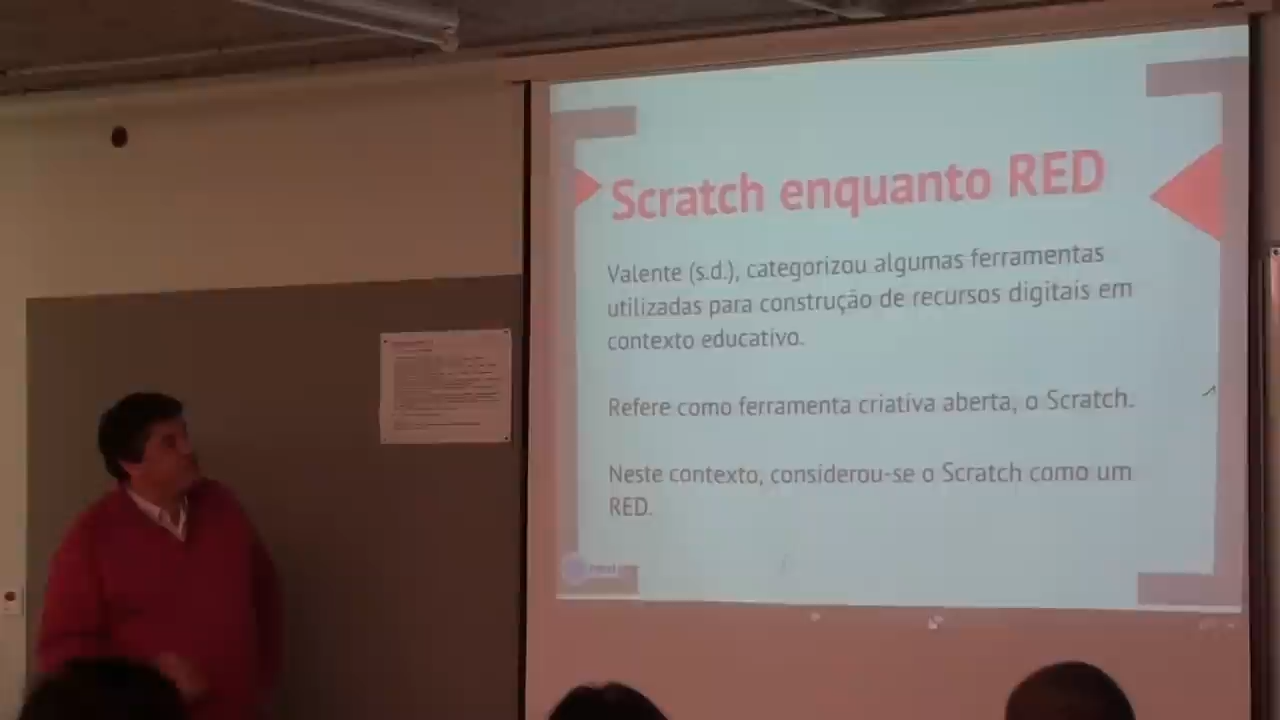 Scratch enquanto RED
Valente (s.d.), categorizou algumas ferramentas
utilizadas para construção de recursos digitais em
contexto educativo.
Refere como ferramenta criativa aberta, o Scratch.
Neste contexto, considerou-se o Scratch como um
RED.